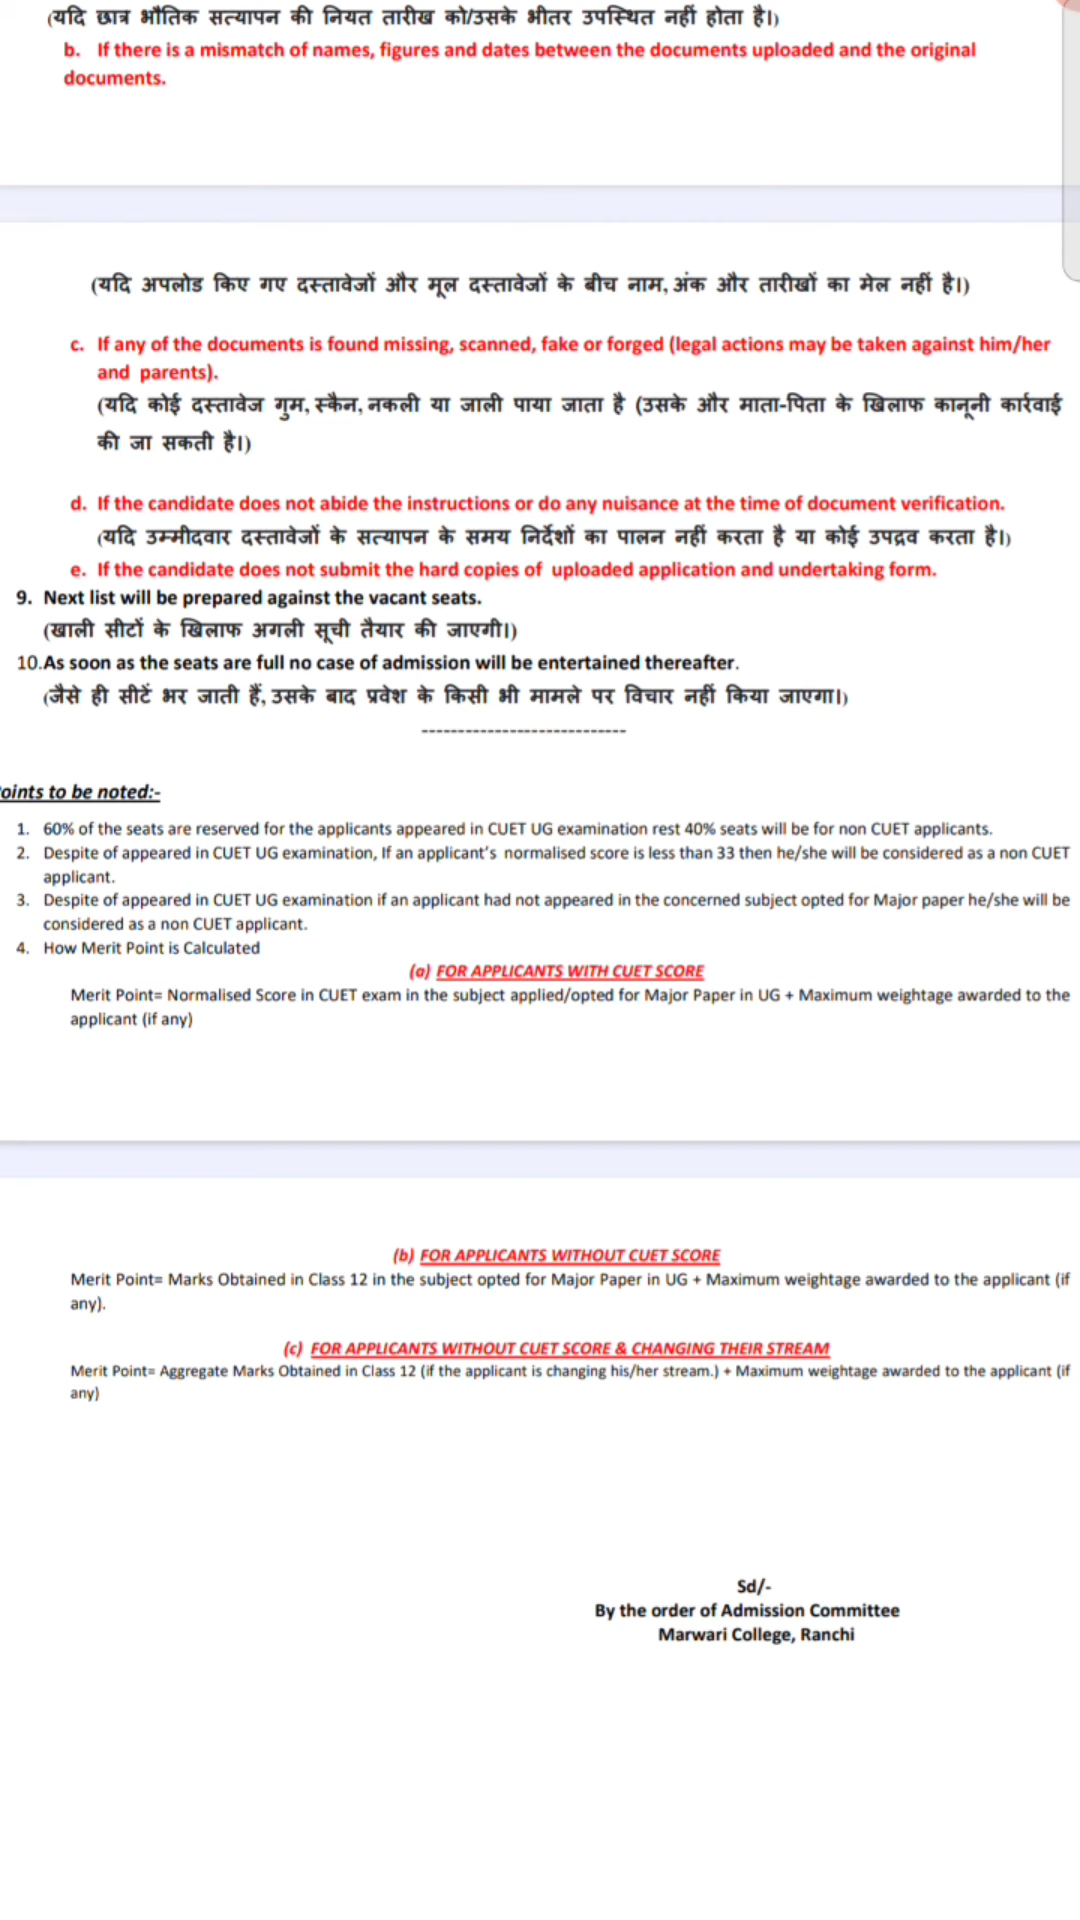 (यदि छात्र भौतिक सत्यापन की नियत तारीख को/उसके भीतर उपस्थित नहीं होता है।)
b. If there is a mismatch of names, figures and dates between the documents uploaded and the original
documents.
(यदि अपलोड किए गए दस्तावेजों और मूल दस्तावेजों के बीच नाम, अंक और तारीखों का मेल नहीं है।)
c. If any of the documents is found missing, scanned, fake or forged (legal actions may be taken against him/her
and parents).
(यदि कोई दस्तावेज गुम, स्कैन, नकली या जाली पाया जाता है (उसके और माता-पिता के खिलाफ कानूनी कार्रवाई
की जा सकती है।)
d. If the candidate does not abide the instructions or do any nuisance at the time of document verification.
(यदि उम्मीदवार दस्तावेजों के सत्यापन के समय निर्देशों का पालन नहीं करता है या कोई उपद्रव करता है।)
e. If the candidate does not submit the hard copies of uploaded application and undertaking form.
9. Next list will be prepared against the vacant seats.
(खाली सीटों के खिलाफ अगली सूची तैयार की जाएगी।)
10.As soon as the seats are full no case of admission will be entertained thereafter.
(जैसे ही सीटें भर जाती हैं, उसके बाद प्रवेश के किसी भी मामले पर विचार नहीं किया जाएगा।)
----------------------------
oints to be noted:-
1. 60% of the seats are reserved for the applicants appeared in CUET UG examination rest 40% seats will be for non CUET applicants.
2. Despite of appeared in CUET UG examination, If an applicant's normalised score is less than 33 then he/she will be considered as a non CUET
applicant.
3. Despite of appeared in CUET UG examination if an applicant had not appeared in the concerned subject opted for Major paper he/she will be
considered as a non CUET applicant.
4. How Merit Point is Calculated
(a) FOR APPLICANTS WITH CUET SCORE
Merit Point= Normalised Score in CUET exam in the subject applied/opted for Major Paper in UG + Maximum weightage awarded to the
applicant (if any)
(b) FOR APPLICANTS WITHOUT CUET SCORE
Merit Point= Marks Obtained in Class 12 in the subject opted for Major Paper in UG + Maximum weightage awarded to the applicant (if
any).
(c) FOR APPLICANTS WITHOUT CUET SCORE & CHANGING THEIR STREAM
Merit Point= Aggregate Marks Obtained in Class 12 (if the applicant is changing his/her stream.) + Maximum weightage awarded to the applicant (if
any)
Sd/-
By the order of Admission Committee
Marwari College, Ranchi